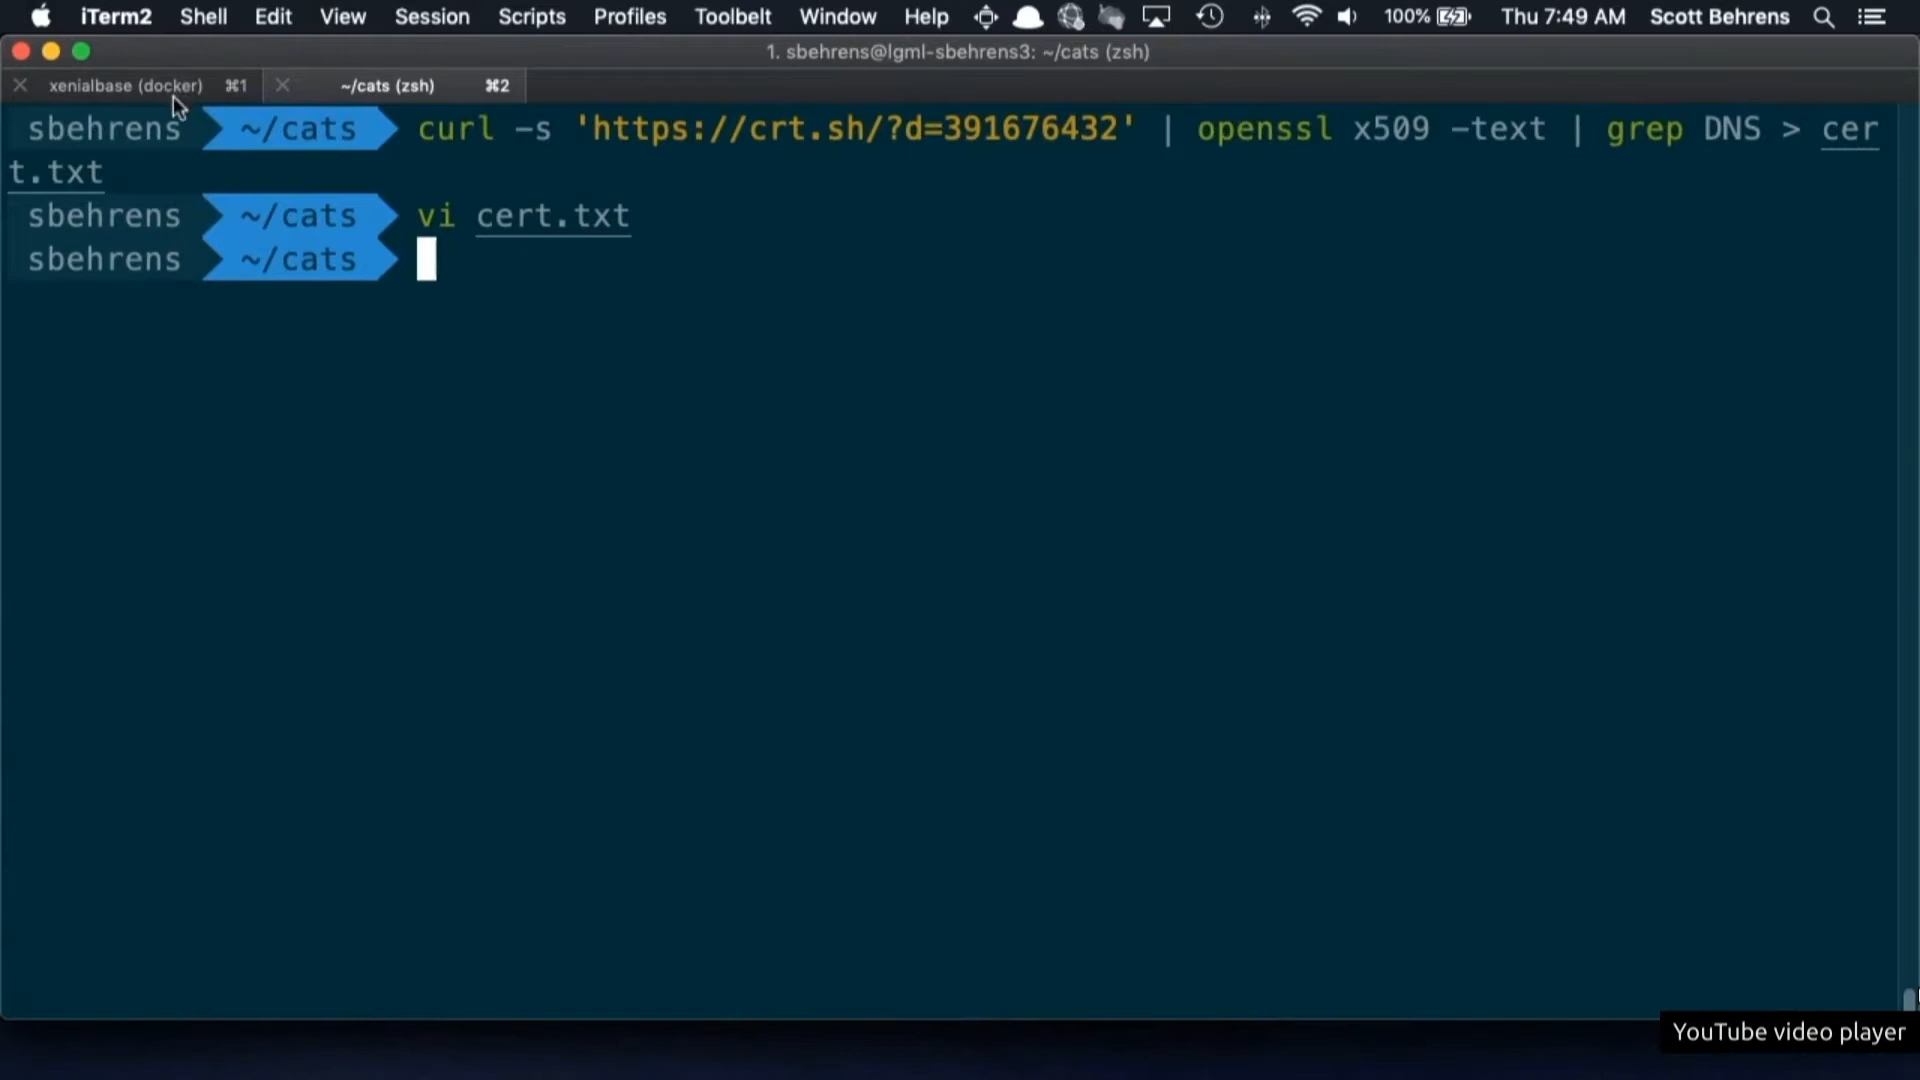 iTerm2 Shell Edit View Session Scripts Profiles Toolbelt Window Help 100% Thu 7:49 AM Scott Behrens
1. sbehrens@lgml-sbehrens3: ~/cats (zsh)
xenialbase (docker) ⌘1 ~/cats (zsh) ⌘2
sbehrens ~/cats curl -s 'https://crt.sh/?d=391676432' | openssl x509 -text | grep DNS > cer
t.txt
sbehrens ~/cats vi cert.txt
sbehrens ~/cats
YouTube video player